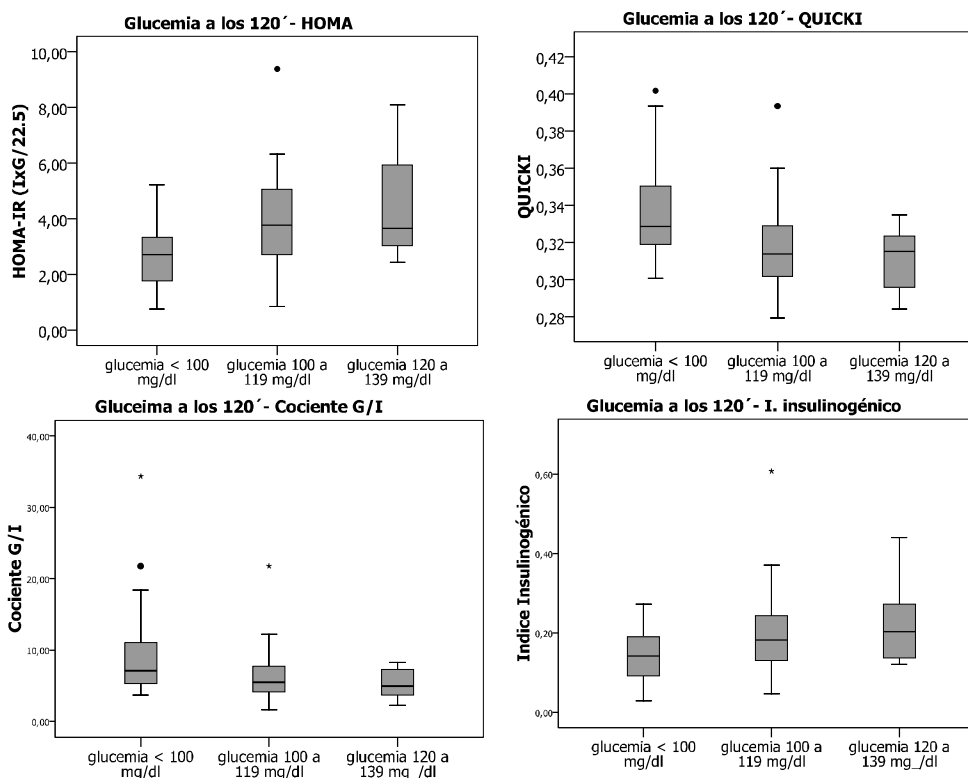 Glucemia a los 120´- HOMA
HOMA-IR (IxG/22.5)
10,00
8,00
6,00
4,00
2,00
0,00
glucemia < 100
mg/dl
glucemia 100 a
119 mg/dl
glucemia 120 a
139 mg/dl
Glucemia a los 120´- QUICKI
QUICKI
0,42
0,40
0,36
0,34
0,32
0,30
0,28
glucemia < 100
mg/dl
glucemia 100 a
119 mg/dl
glucemia 120 a
139 mg/dl
Gluceima a los 120´- Cociente G/I
Cociente G/I
40,00
30,00
20,00
10,00
0,00
glucemia < 100
mg/dl
glucemia 100 a
119 mg/dl
glucemia 120 a
139 mg_/dl
Glucemia a los 120´- I. insulinogénico
Indice Insulinogénico
0,60
0,40
0,20
0,00
glucemia < 100
mg/dl
glucemia 100 a
119 mg/dl
glucemia 120 a
139 mg_/dl